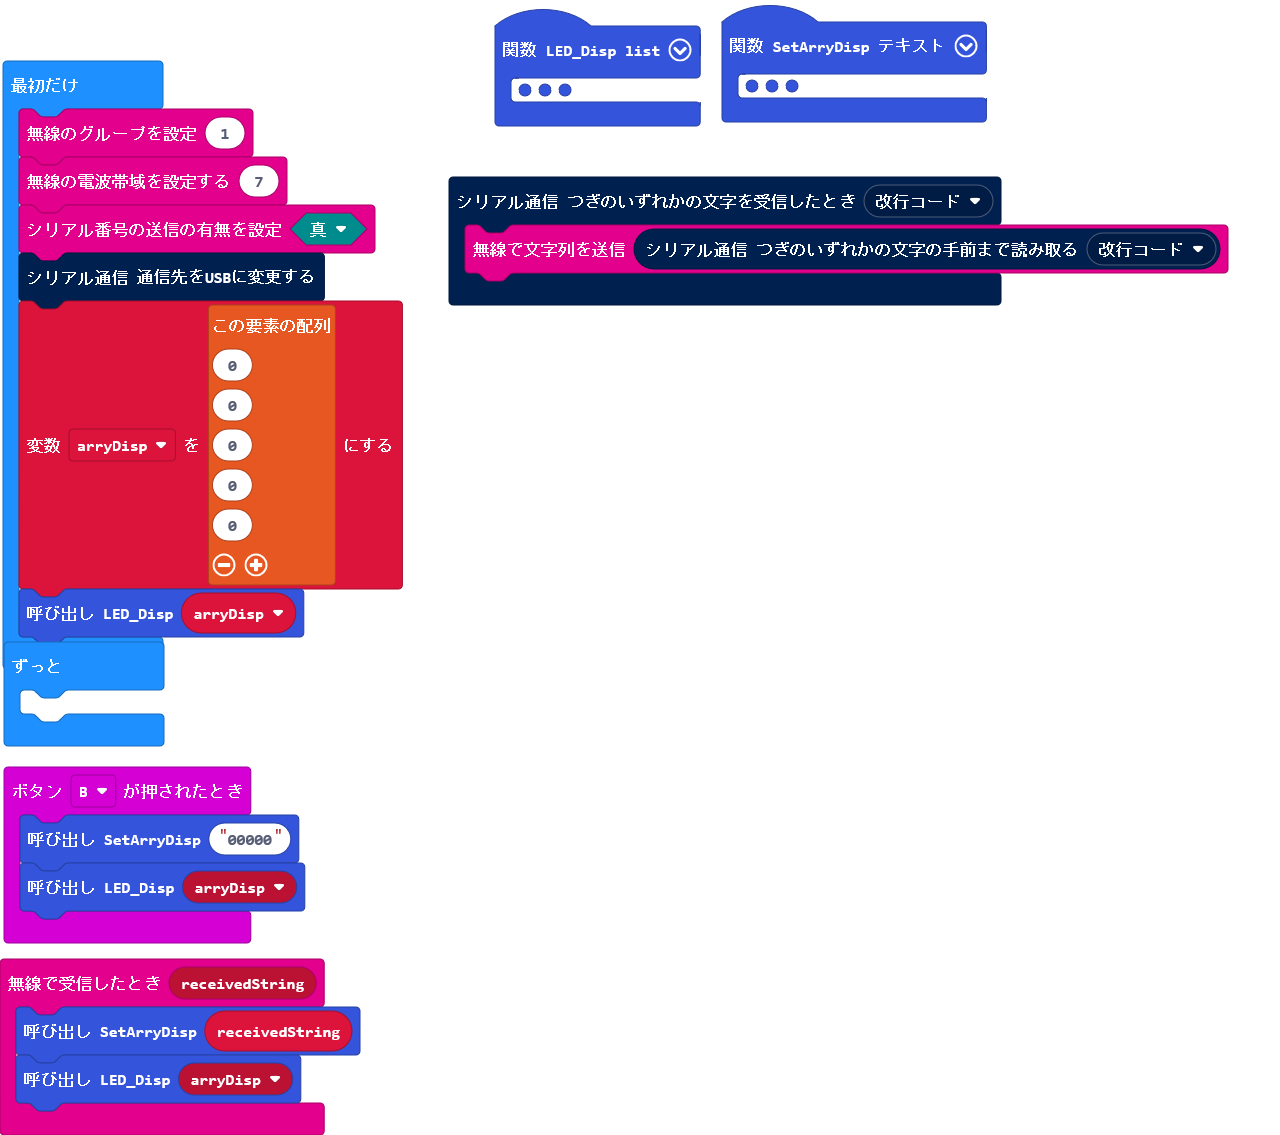 最初だけ
無線のグループを設定 1
無線の電波帯域を設定する 7
シリアル番号の送信の有無を設定 真
シリアル通信 通信先をUSBに変更する
変数 arryDisp を この要素の配列 にする
0
0
0
0
0
呼び出し LED_Disp arryDisp
ずっと
ボタン B が押されたとき
呼び出し SetArryDisp "00000"
呼び出し LED_Disp arryDisp
無線で受信したとき receivedString
呼び出し SetArryDisp receivedString
呼び出し LED_Disp arryDisp
関数 LED_Disp list
関数 SetArryDisp テキスト
シリアル通信 つぎのいずれかの文字を受信したとき 改行コード
無線で文字列を送信 シリアル通信 つぎのいずれかの文字の手前まで読み取る 改行コード